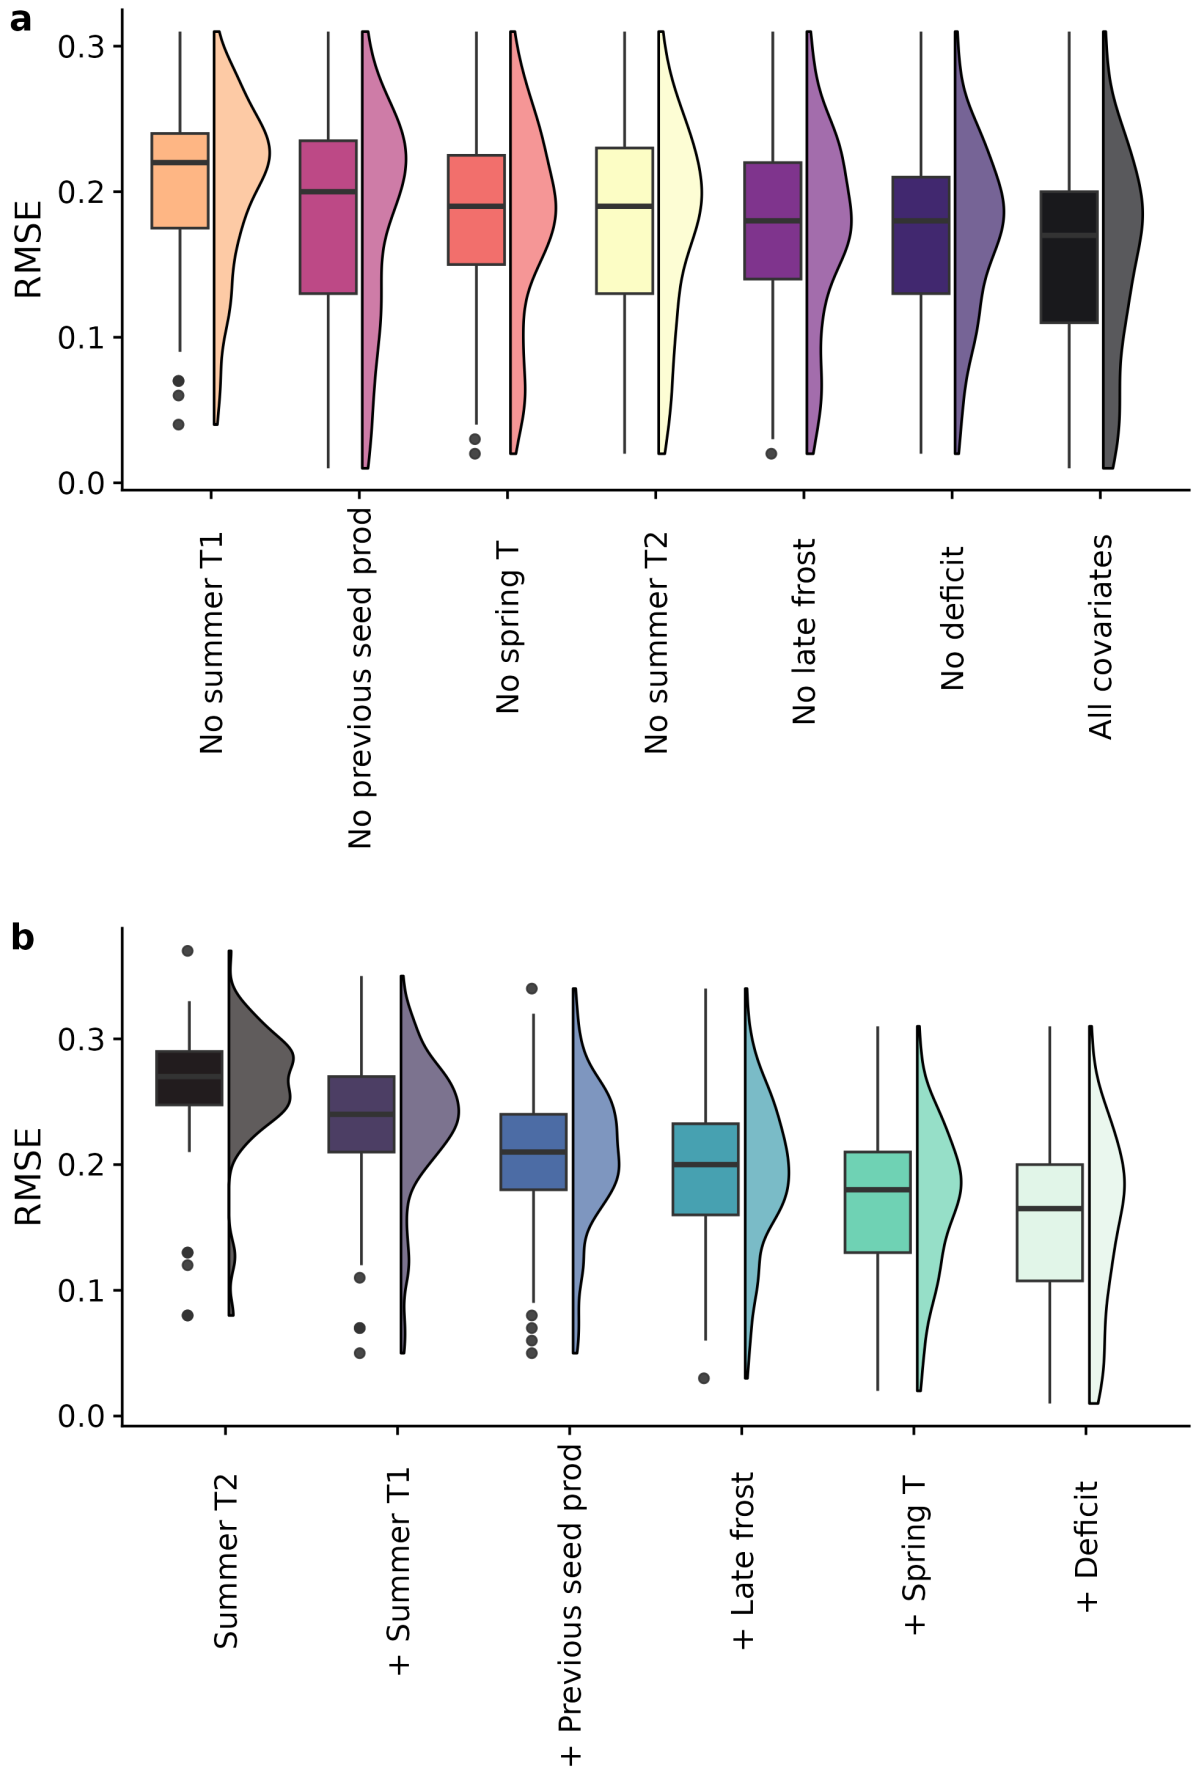 a
0.3
0.2
0.1
0.0
RMSE
No summer T1
No previous seed prod
No spring T
No summer T2
No late frost
No deficit
All covariates
b
0.3
0.2
0.1
0.0
RMSE
Summer T2
+ Summer T1
+ Previous seed prod
+ Late frost
+ Spring T
+ Deficit